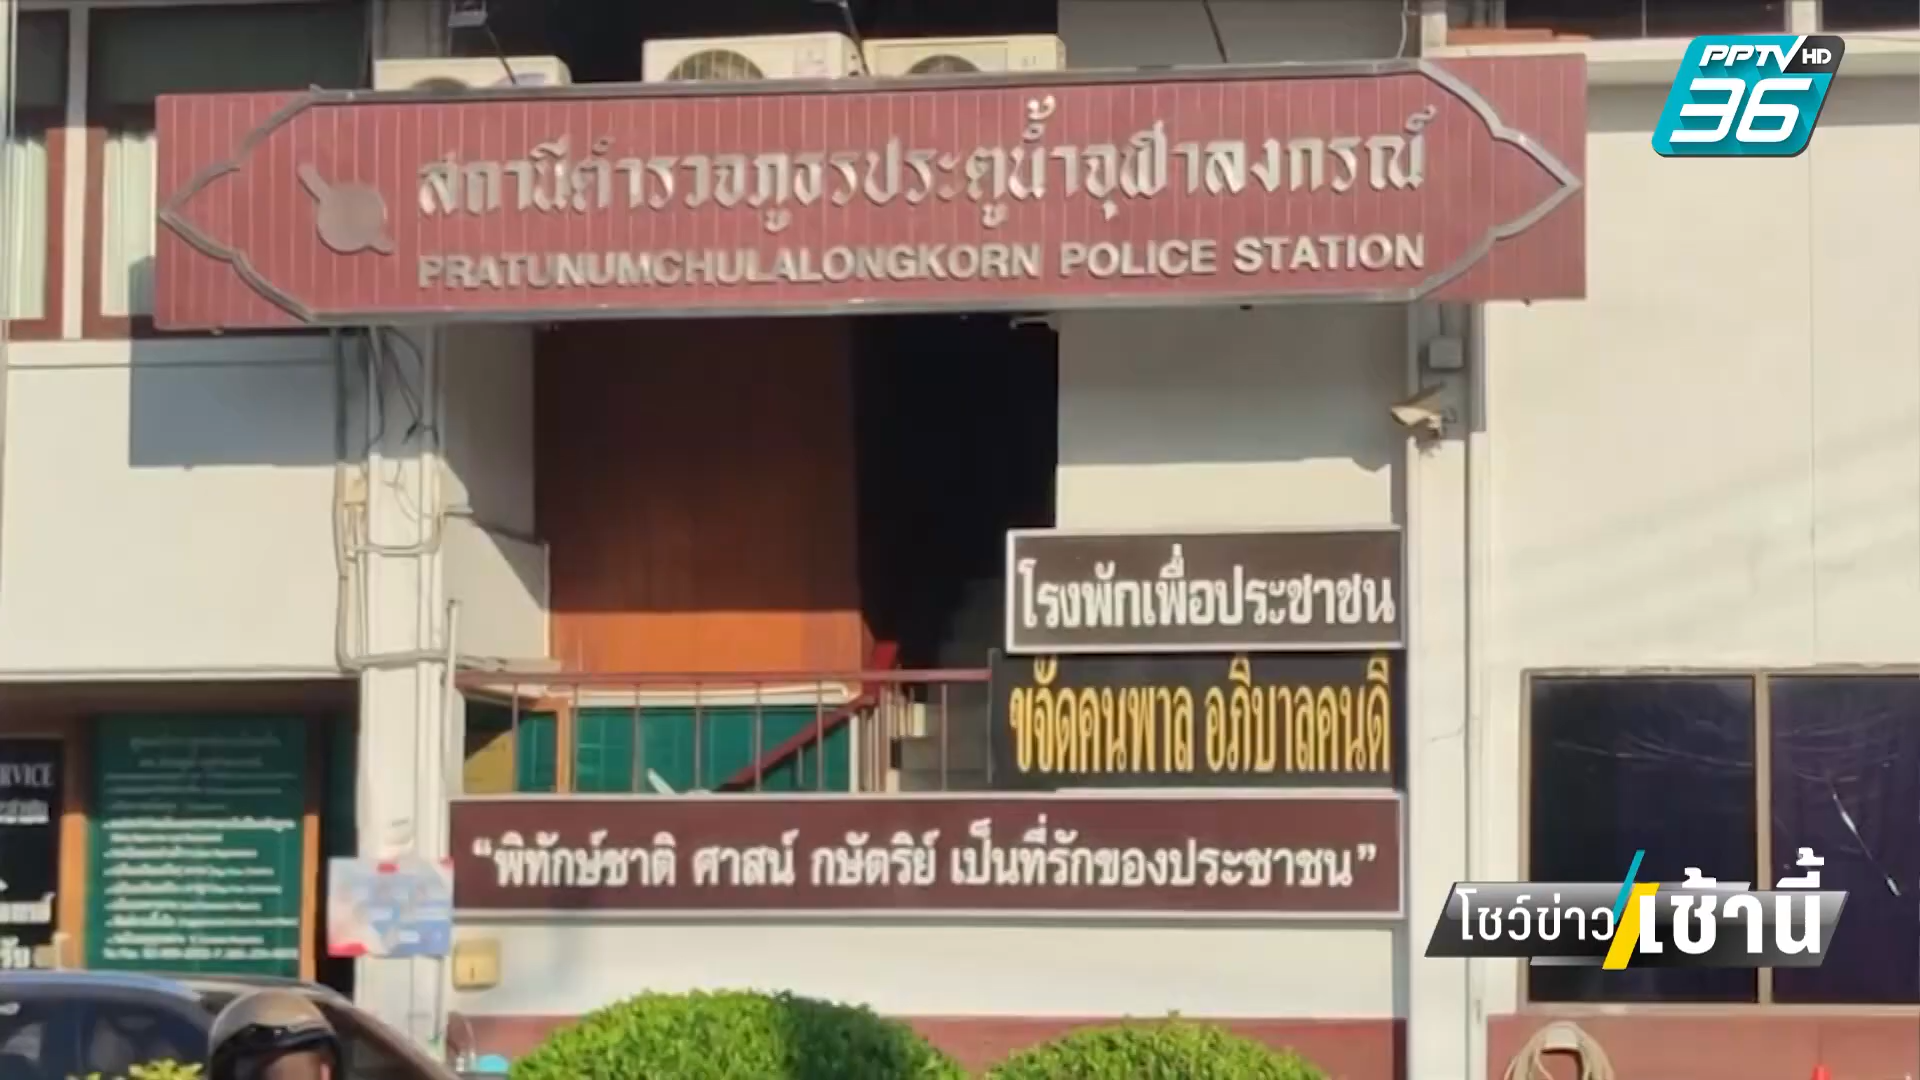 PPTV HD
36
สถานีตำรวจภูธรประตูน้ำจุฬาลงกรณ์
PRATUNUMCHULALONGKORN POLICE STATION
โรงพักเพื่อประชาชน
ขจัดคนพาล อภิบาลคนดี
“พิทักษ์ชาติ ศาสน์ กษัตริย์ เป็นที่รักของประชาชน”
RVICE
โชว์ข่าว เช้านี้